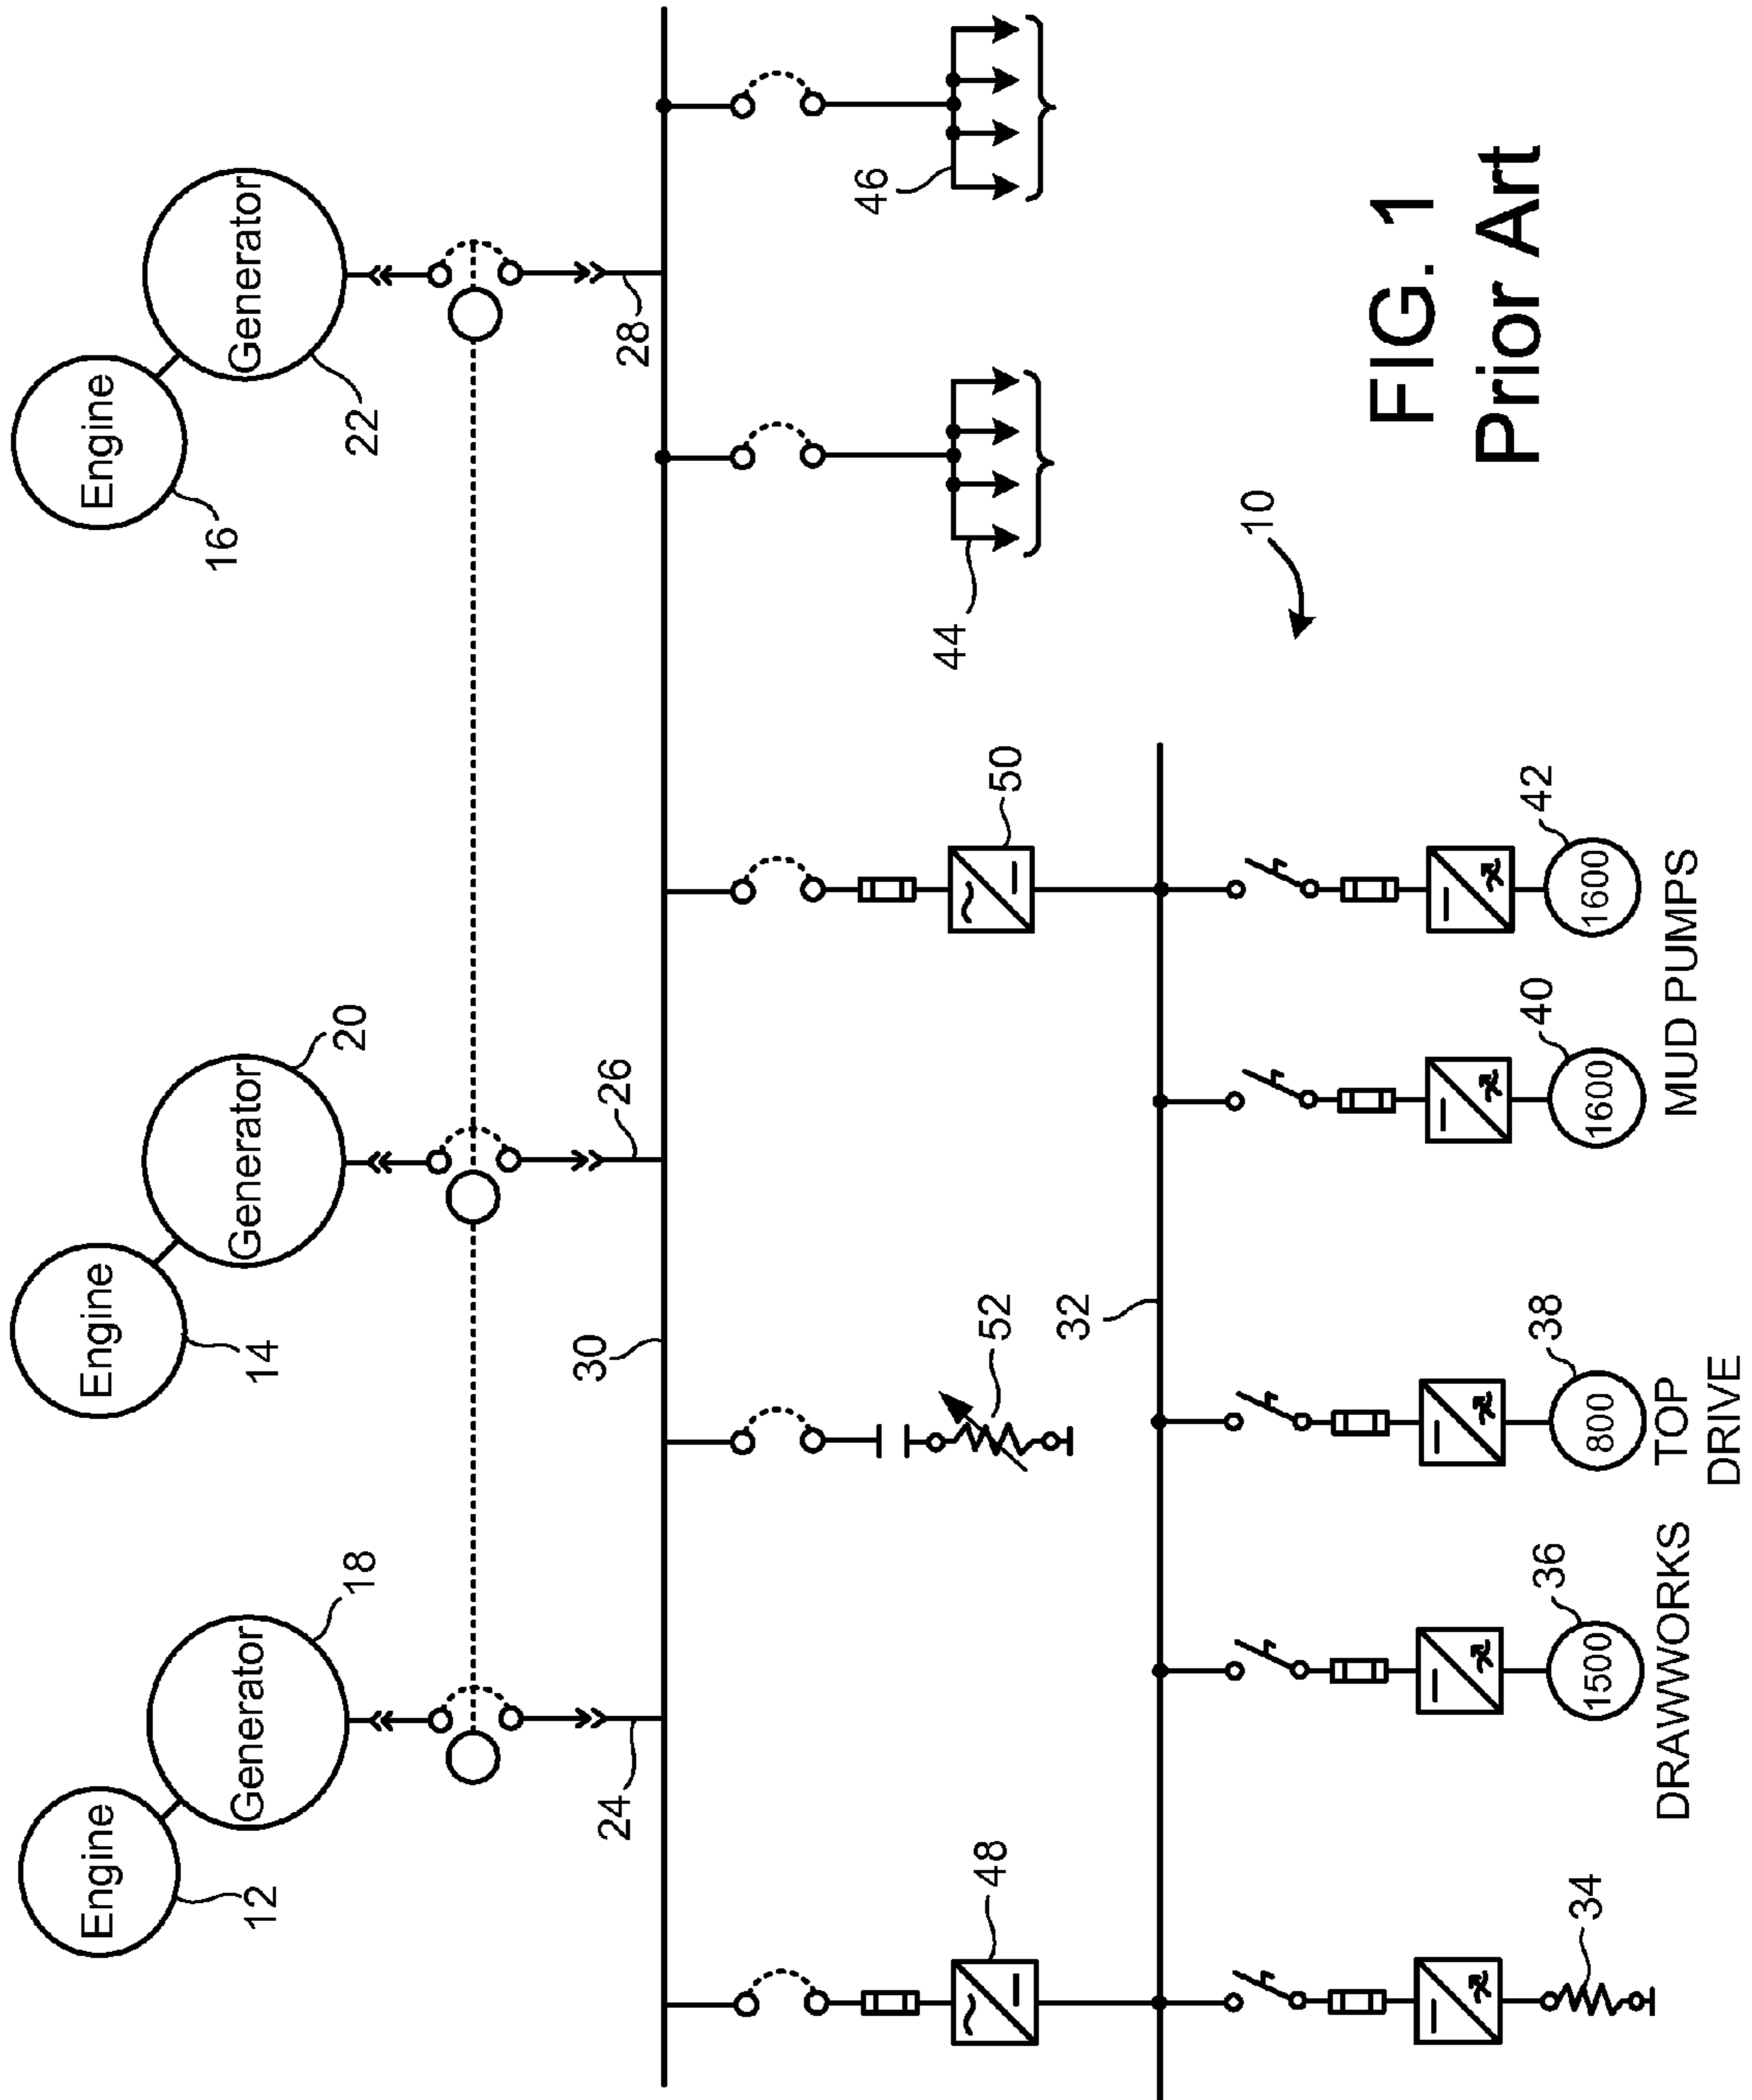 Engine
12
Generator
18
Engine
14
Generator
20
Engine
16
Generator
22
24
30
26
28
48
52
50
44
46
32
10
34
1500
36
DRAWWORKS
800
38
TOP
DRIVE
1600
40
1600
42
MUD PUMPS
FIG. 1
Prior Art